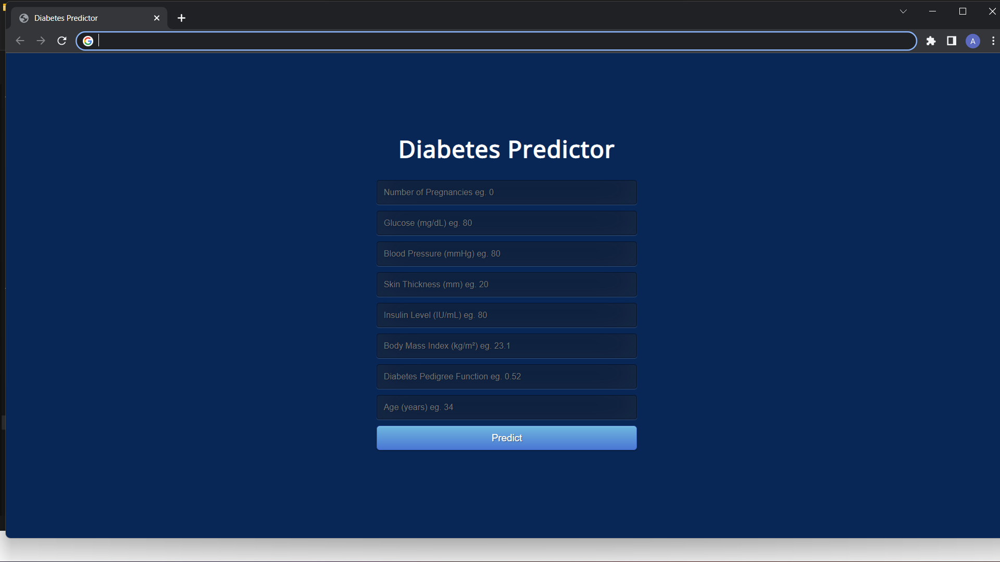 Diabetes Predictor
A
Diabetes Predictor
Number of Pregnancies eg. 0
Glucose (mg/dL) eg. 80
Blood Pressure (mmHg) eg. 80
Skin Thickness (mm) eg. 20
Insulin Level (IU/mL) eg. 80
Body Mass Index (kg/m²) eg. 23.1
Diabetes Pedigree Function eg. 0.52
Age (years) eg. 34
Predict